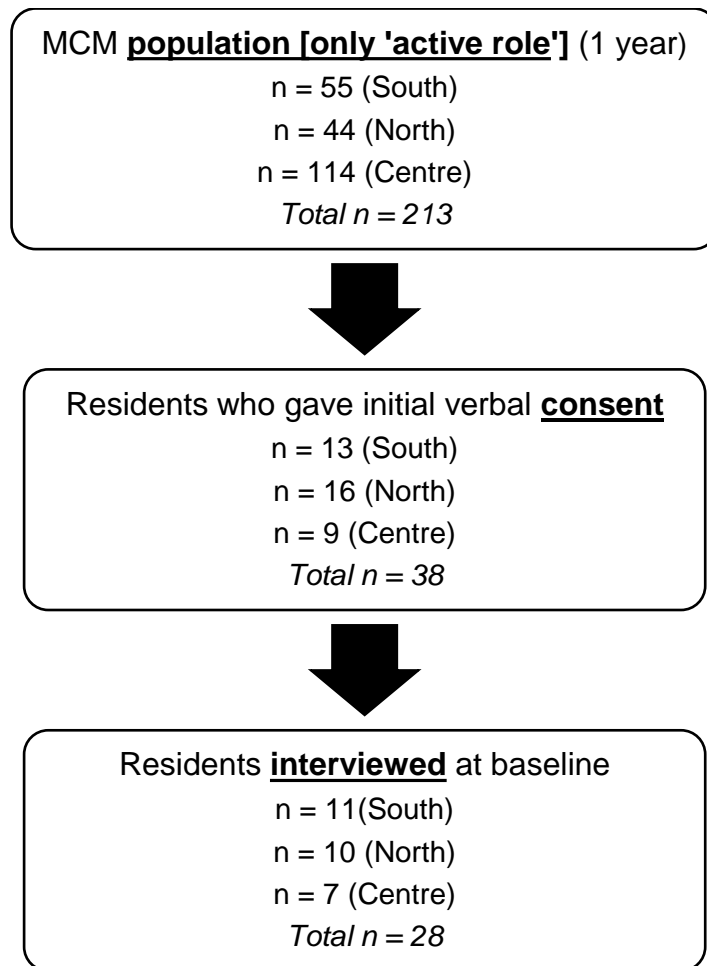 MCM population [only 'active role'] (1 year)
n = 55 (South)
n = 44 (North)
n = 114 (Centre)
Total n = 213
Residents who gave initial verbal consent
n = 13 (South)
n = 16 (North)
n = 9 (Centre)
Total n = 38
Residents interviewed at baseline
n = 11(South)
n = 10 (North)
n = 7 (Centre)
Total n = 28